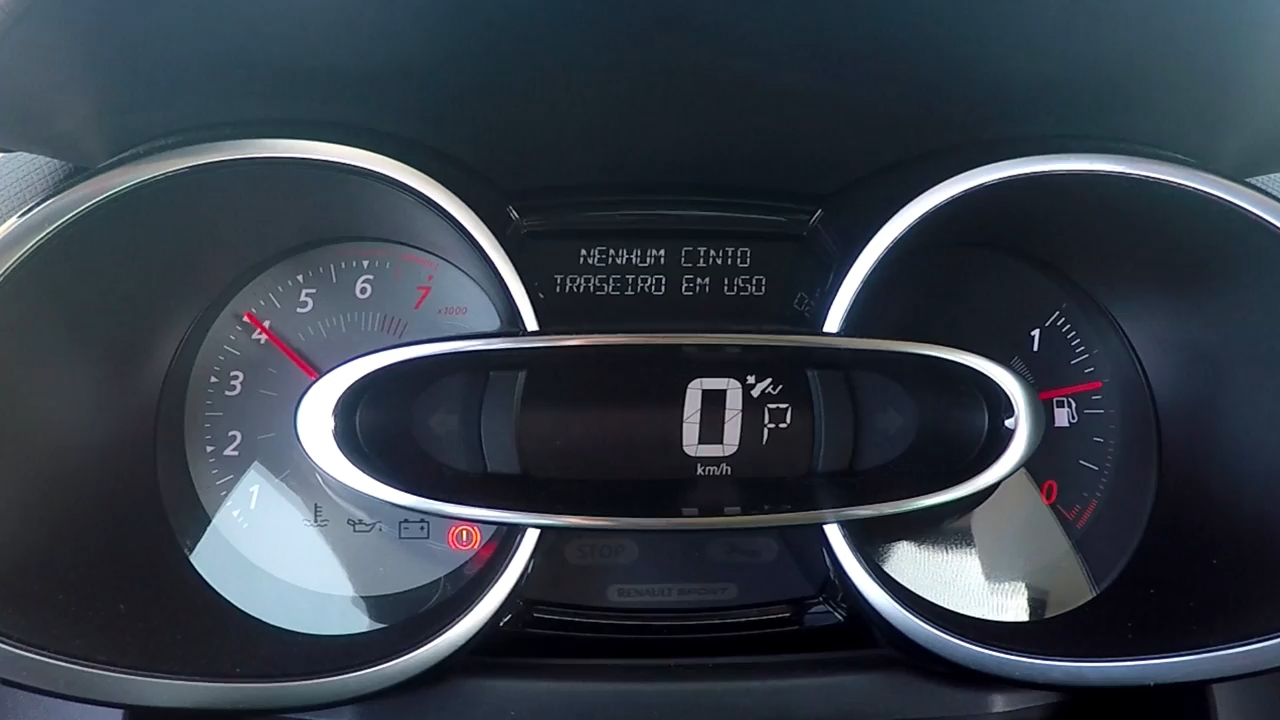 NENHUM CINTO
TRASEIRO EM USO
1
2
3
4
5
6
7
x1000
0 P
km/h
1
0
STOP
RENAULT SPORT